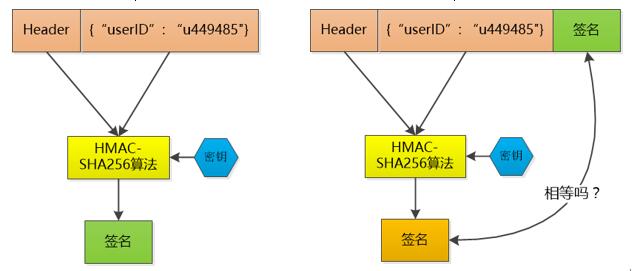 Header
{ “userID”： “u449485"}
HMAC-
SHA256算法
密钥
签名
Header
{ “userID”： “u449485"}
签名
HMAC-
SHA256算法
密钥
相等吗？
签名